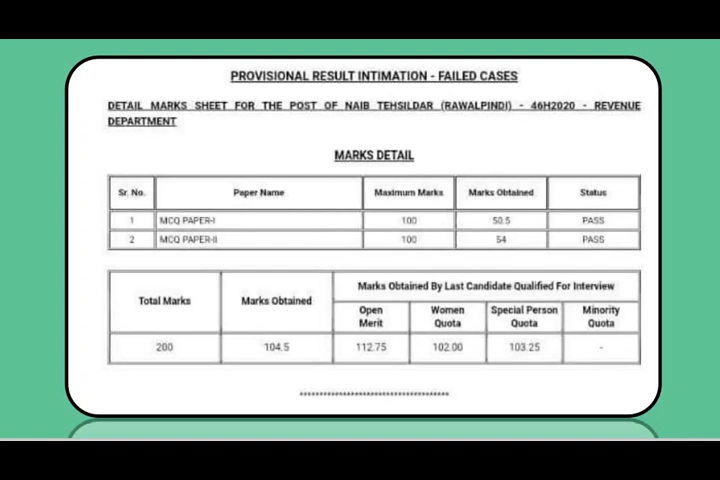 PROVISIONAL RESULT INTIMATION - FAILED CASES
DETAIL MARKS SHEET FOR THE POST OF NAIB TEHSILDAR (RAWALPINDI) - 46H2020 - REVENUE
DEPARTMENT
MARKS DETAIL
Sr. No. Paper Name Maximum Marks Marks Obtained Status
1 MCQ PAPER-I 100 50.5 PASS
2 MCQ PAPER-II 100 54 PASS
Total Marks Marks Obtained Marks Obtained By Last Candidate Qualified For Interview
Open Merit Women Quota Special Person Quota Minority Quota
200 104.5 112.75 102.00 103.25 -
**************************************